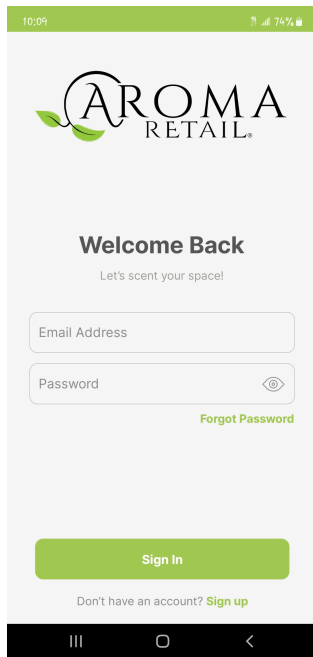 10:09
74%
AROMA
RETAIL®
Welcome Back
Let's scent your space!
Email Address
Password
Forgot Password
Sign In
Don't have an account? Sign up